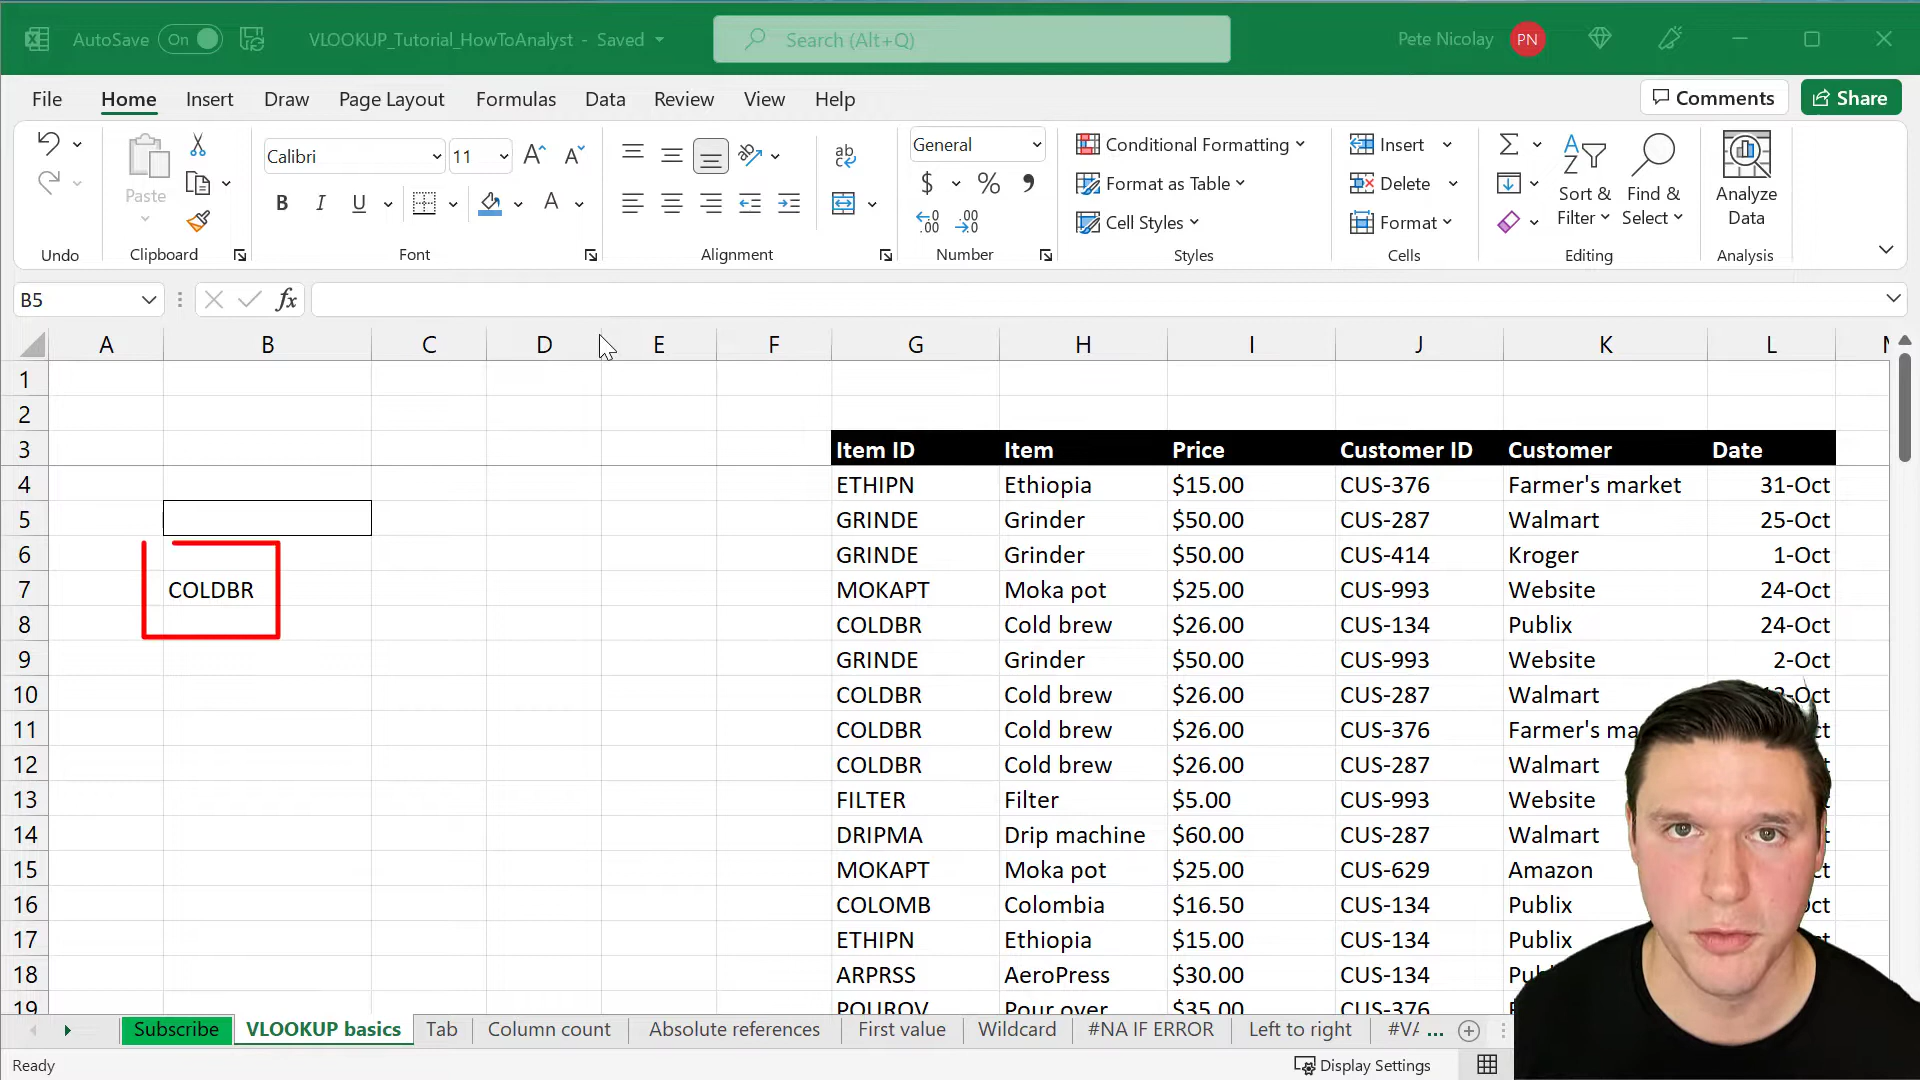 AutoSave On VLOOKUP_Tutorial_HowToAnalyst - Saved Search (Alt+Q) Pete Nicolay PN
File Home Insert Draw Page Layout Formulas Data Review View Help Comments Share
Paste Calibri 11 General Conditional Formatting Insert
$ % Format as Table Delete Sort & Find & Analyze
B I U A Cell Styles Format Filter Select Data
Undo Clipboard Font Alignment Number Styles Cells Editing Analysis
B5 fx
A B C D E F G H I J K L
1
2
3 Item ID Item Price Customer ID Customer Date
4 ETHIPN Ethiopia $15.00 CUS-376 Farmer's market 31-Oct
5 GRINDE Grinder $50.00 CUS-287 Walmart 25-Oct
6 GRINDE Grinder $50.00 CUS-414 Kroger 1-Oct
7 COLDBR MOKAPT Moka pot $25.00 CUS-993 Website 24-Oct
8 COLDBR Cold brew $26.00 CUS-134 Publix 24-Oct
9 GRINDE Grinder $50.00 CUS-993 Website 2-Oct
10 COLDBR Cold brew $26.00 CUS-287 Walmart
11 COLDBR Cold brew $26.00 CUS-376 Farmer's
12 COLDBR Cold brew $26.00 CUS-287 Walmart
13 FILTER Filter $5.00 CUS-993 Website
14 DRIPMA Drip machine $60.00 CUS-287 Walmart
15 MOKAPT Moka pot $25.00 CUS-629 Amazon
16 COLOMB Colombia $16.50 CUS-134 Publix
17 ETHIPN Ethiopia $15.00 CUS-134 Publix
18 ARPRSS AeroPress $30.00 CUS-134
19 POUROV Pour over $35.00 CUS-376
Subscribe VLOOKUP basics Tab Column count Absolute references First value Wildcard #NA IF ERROR Left to right ...
Ready Display Settings